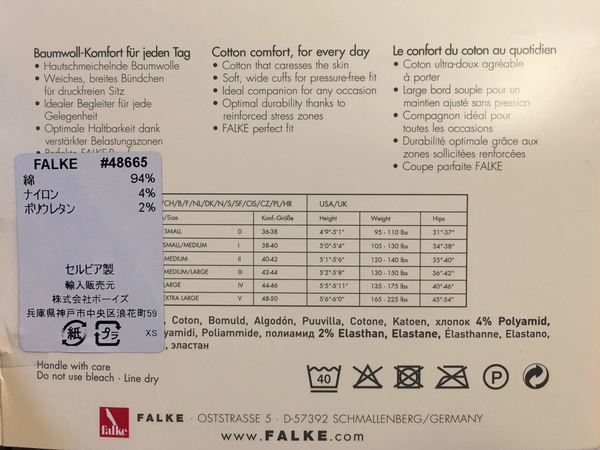 Baumwoll-Komfort für jeden Tag
• Hautschmeichelnde Baumwolle
• Weiches, breites Bündchen
für druckfreien Sitz
• Idealer Begleiter für jede
Gelegenheit
• Optimale Haltbarkeit dank
verstärkter Belastungszonen
Cotton comfort, for every day
• Cotton that caresses the skin
• Soft, wide cuffs for pressure-free fit
• Ideal companion for any occasion
• Optimal durability thanks to
reinforced stress zones
• FALKE perfect fit
Le confort du coton au quotidien
• Coton ultra-doux agréable
à porter
• Large bord souple pour un
maintien ajusté sans pression
• Compagnon idéal pour
toutes les occasions
• Durabilité optimale grâce aux
zones sollicitées renforcées
• Coupe parfaite FALKE
FALKE #48665
綿 94%
ナイロン 4%
ポリウレタン 2%
セルビア製
輸入販売元
株式会社ボーイズ
兵庫県神戸市中央区浪花町59
紙 プラ XS
/CH/B/F/NL/DK/N/S/SF/CIS/CZ/PL/HR USA/UK
/Size Konf.-Größe Height Weight Hips
SMALL 0 36-38 4'9"-5'1" 95 - 110 lbs 31"-37"
SMALL/MEDIUM I 38-40 5'0"-5'4" 105 - 130 lbs 34"-38"
MEDIUM II 40-42 5'1"-5'6" 120 - 140 lbs 35"-40"
MEDIUM/LARGE III 42-44 5'2"-5'8" 130 - 150 lbs 36"-42"
LARGE IV 44-46 5'5"-5'11" 135 - 175 lbs 40"-46"
EXTRA LARGE V 48-50 5'6"-6'0" 165 - 225 lbs 45"-54"
, Coton, Bomuld, Algodón, Puuvilla, Cotone, Katoen, хлопок 4% Polyamid,
yamidi, Poliammide, полиамид 2% Elasthan, Elastane, Élasthanne, Elastano,
, эластан
Handle with care
Do not use bleach · Line dry
40 P
falke FALKE · OSTSTRASSE 5 · D-57392 SCHMALLENBERG/GERMANY
www.FALKE.com